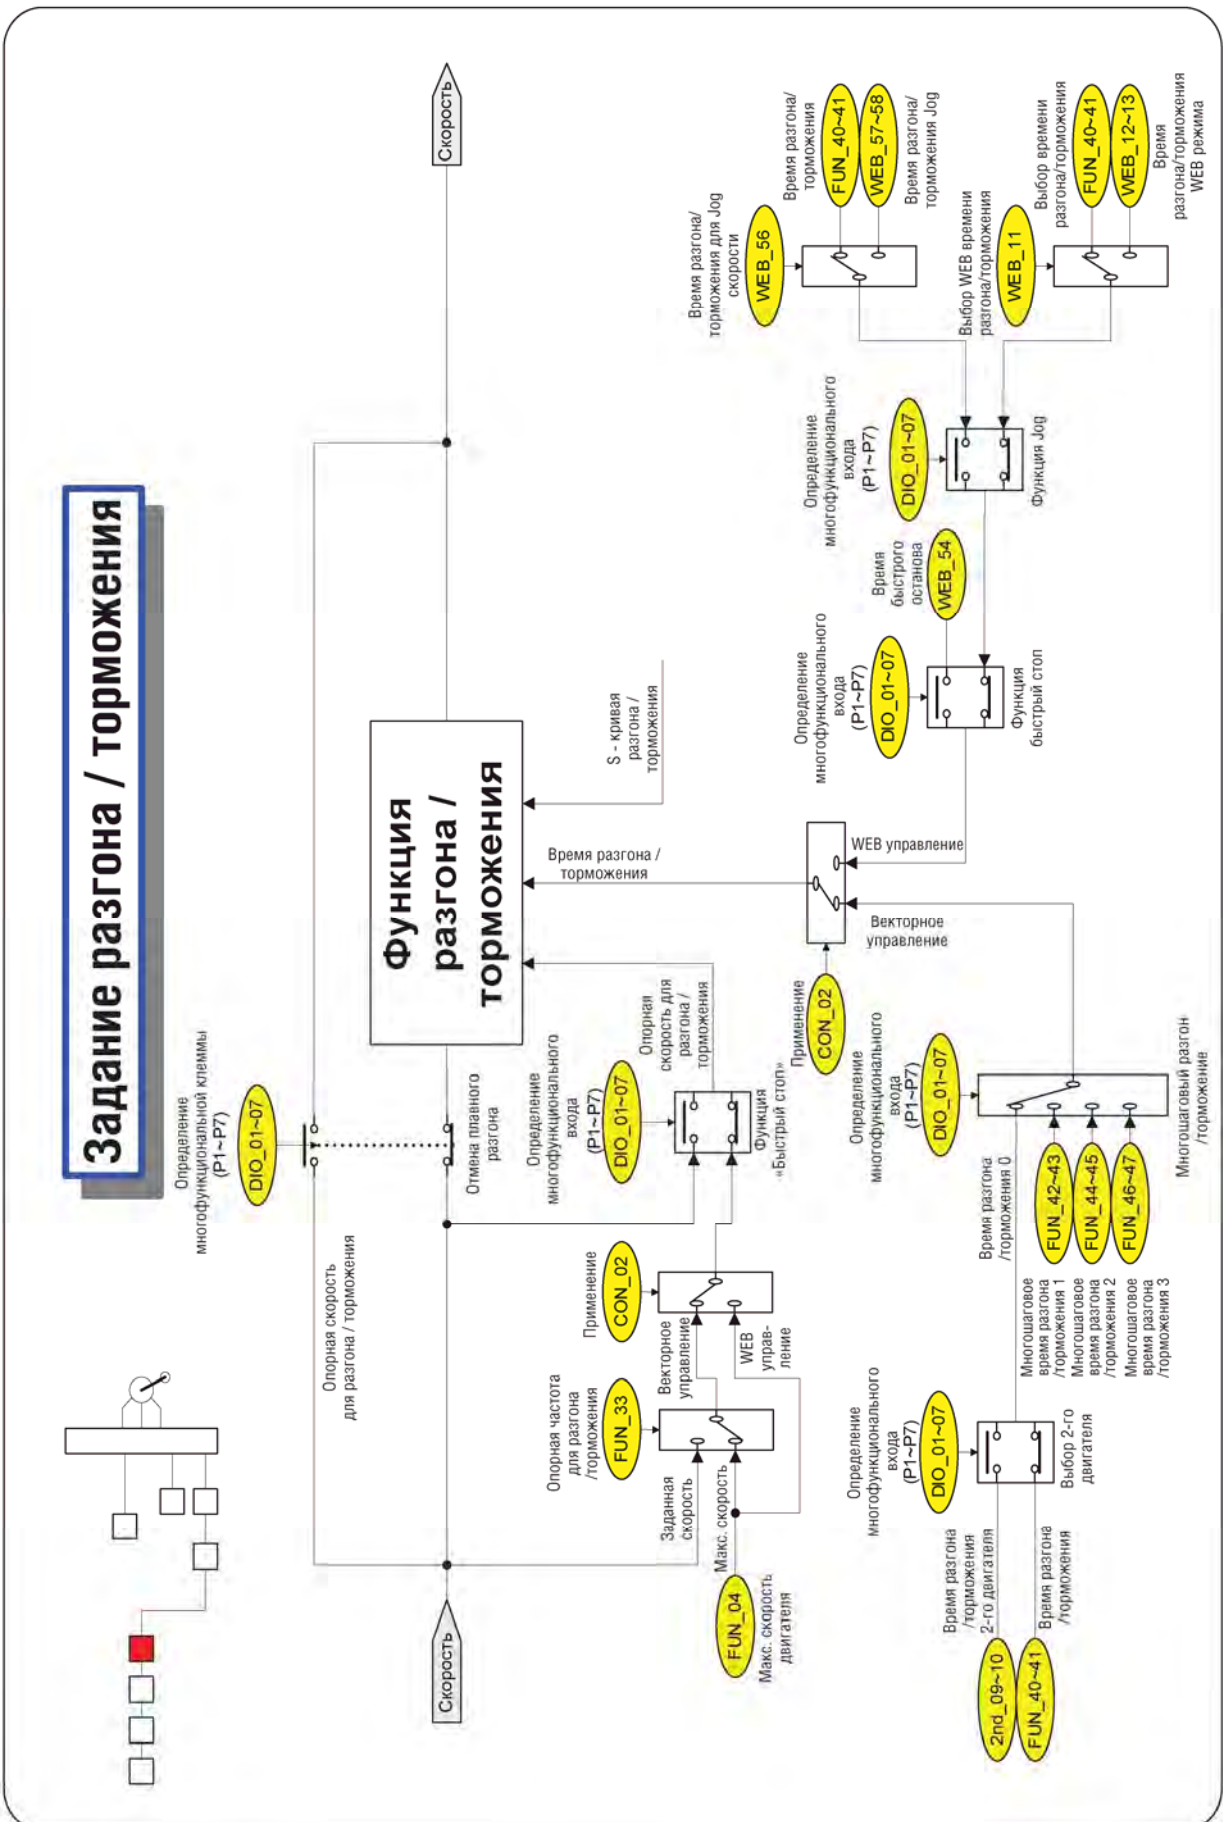 Задание разгона / торможения
Определение
многофункциональной клеммы
(P1~P7)
DIO_01~07
Опорная скорость
для разгона / торможения
Скорость
Отмена плавного
разгона
Функция
разгона /
торможения
Скорость
Опорная частота
для разгона
/торможения
FUN_33
Заданная
скорость
Макс. скорость
FUN_04
Макс. скорость
двигателя
Применение
CON_02
Векторное
управление
WEB
управ-
ление
Определение
многофункционального
входа
(P1~P7)
DIO_01~07
Опорная
скорость для
разгона /
торможения
Функция
«Быстрый стоп»
Время разгона /
торможения
S - кривая
разгона /
торможения
Применение
CON_02
WEB управление
Векторное
управление
Определение
многофункционального
входа
(P1~P7)
DIO_01~07
Время разгона
/торможения
2-го двигателя
2nd_09~10
FUN_40~41
Время разгона
/торможения
Выбор 2-го
двигателя
Определение
многофункционального
входа
(P1~P7)
DIO_01~07
Время разгона
/торможения 0
FUN_42~43
FUN_44~45
FUN_46~47
Многошаговое
время разгона
/торможения 1
Многошаговое
время разгона
/торможения 2
Многошаговое
время разгона
/торможения 3
Многошаговый разгон
/торможение
Определение
многофункционального
входа
(P1~P7)
DIO_01~07
Время
быстрого
останова
WEB_54
Функция
быстрый стоп
Определение
многофункционального
входа
(P1~P7)
DIO_01~07
Функция Jog
Время разгона/
торможения для Jog
скорости
WEB_56
Время разгона/
торможения
FUN_40~41
WEB_57~58
Время разгона/
торможения Jog
Выбор WEB времени
разгона/торможения
WEB_11
Выбор времени
разгона/торможения
FUN_40~41
WEB_12~13
Время
разгона/торможения
WEB режима